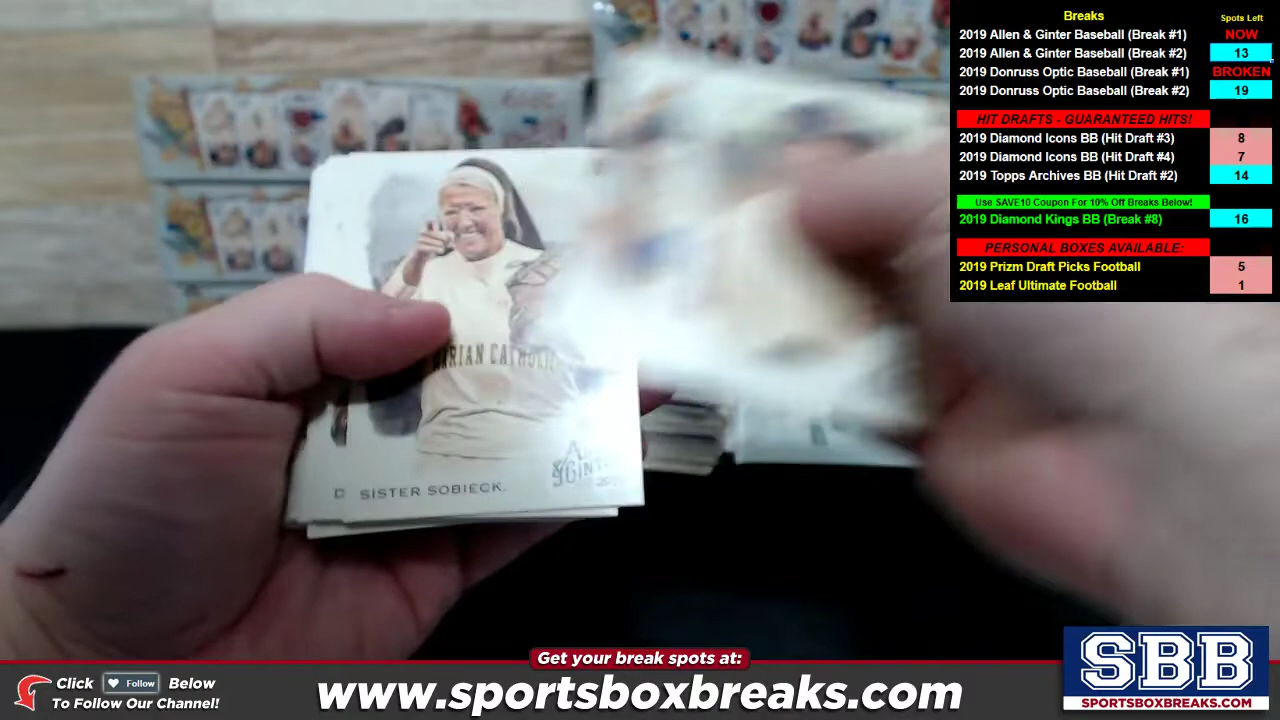 Breaks
Spots Left
2019 Allen & Ginter Baseball (Break #1) NOW
2019 Allen & Ginter Baseball (Break #2) 13
2019 Donruss Optic Baseball (Break #1) BROKEN
2019 Donruss Optic Baseball (Break #2) 19
HIT DRAFTS - GUARANTEED HITS!
2019 Diamond Icons BB (Hit Draft #3) 8
2019 Diamond Icons BB (Hit Draft #4) 7
2019 Topps Archives BB (Hit Draft #2) 14
Use SAVE10 Coupon For 10% Off Breaks Below!
2019 Diamond Kings BB (Break #8) 16
PERSONAL BOXES AVAILABLE:
2019 Prizm Draft Picks Football 5
2019 Leaf Ultimate Football 1
SISTER SOBIECK.
Get your break spots at:
Click Follow Below
To Follow Our Channel!
www.sportsboxbreaks.com
SBB
SPORTSBOXBREAKS.COM